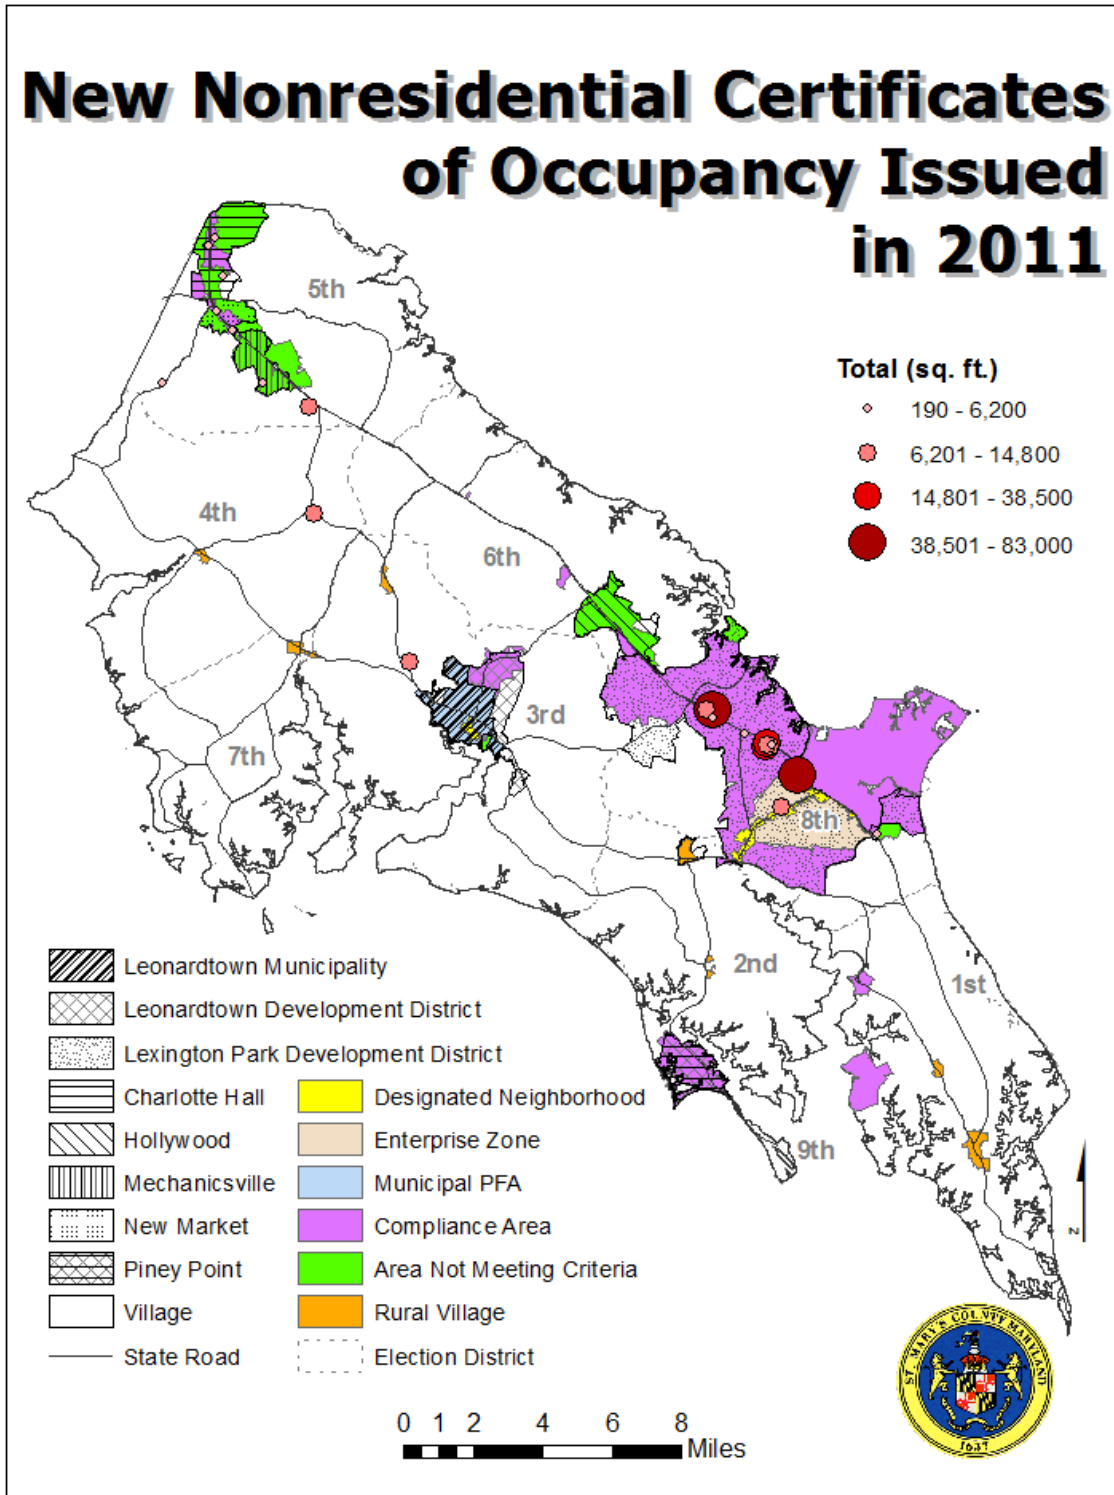 New Nonresidential Certificates
of Occupancy Issued
in 2011
5th
Total (sq. ft.)
190 - 6,200
6,201 - 14,800
14,801 - 38,500
38,501 - 83,000
4th
6th
3rd
7th
8th
2nd
1st
9th
Leonardtown Municipality
Leonardtown Development District
Lexington Park Development District
Charlotte Hall
Designated Neighborhood
Hollywood
Enterprise Zone
Mechanicsville
Municipal PFA
New Market
Compliance Area
Piney Point
Area Not Meeting Criteria
Village
Rural Village
State Road
Election District
Z
ST. MARY'S COUNTY MARYLAND
1637
0 1 2 4 6 8
Miles